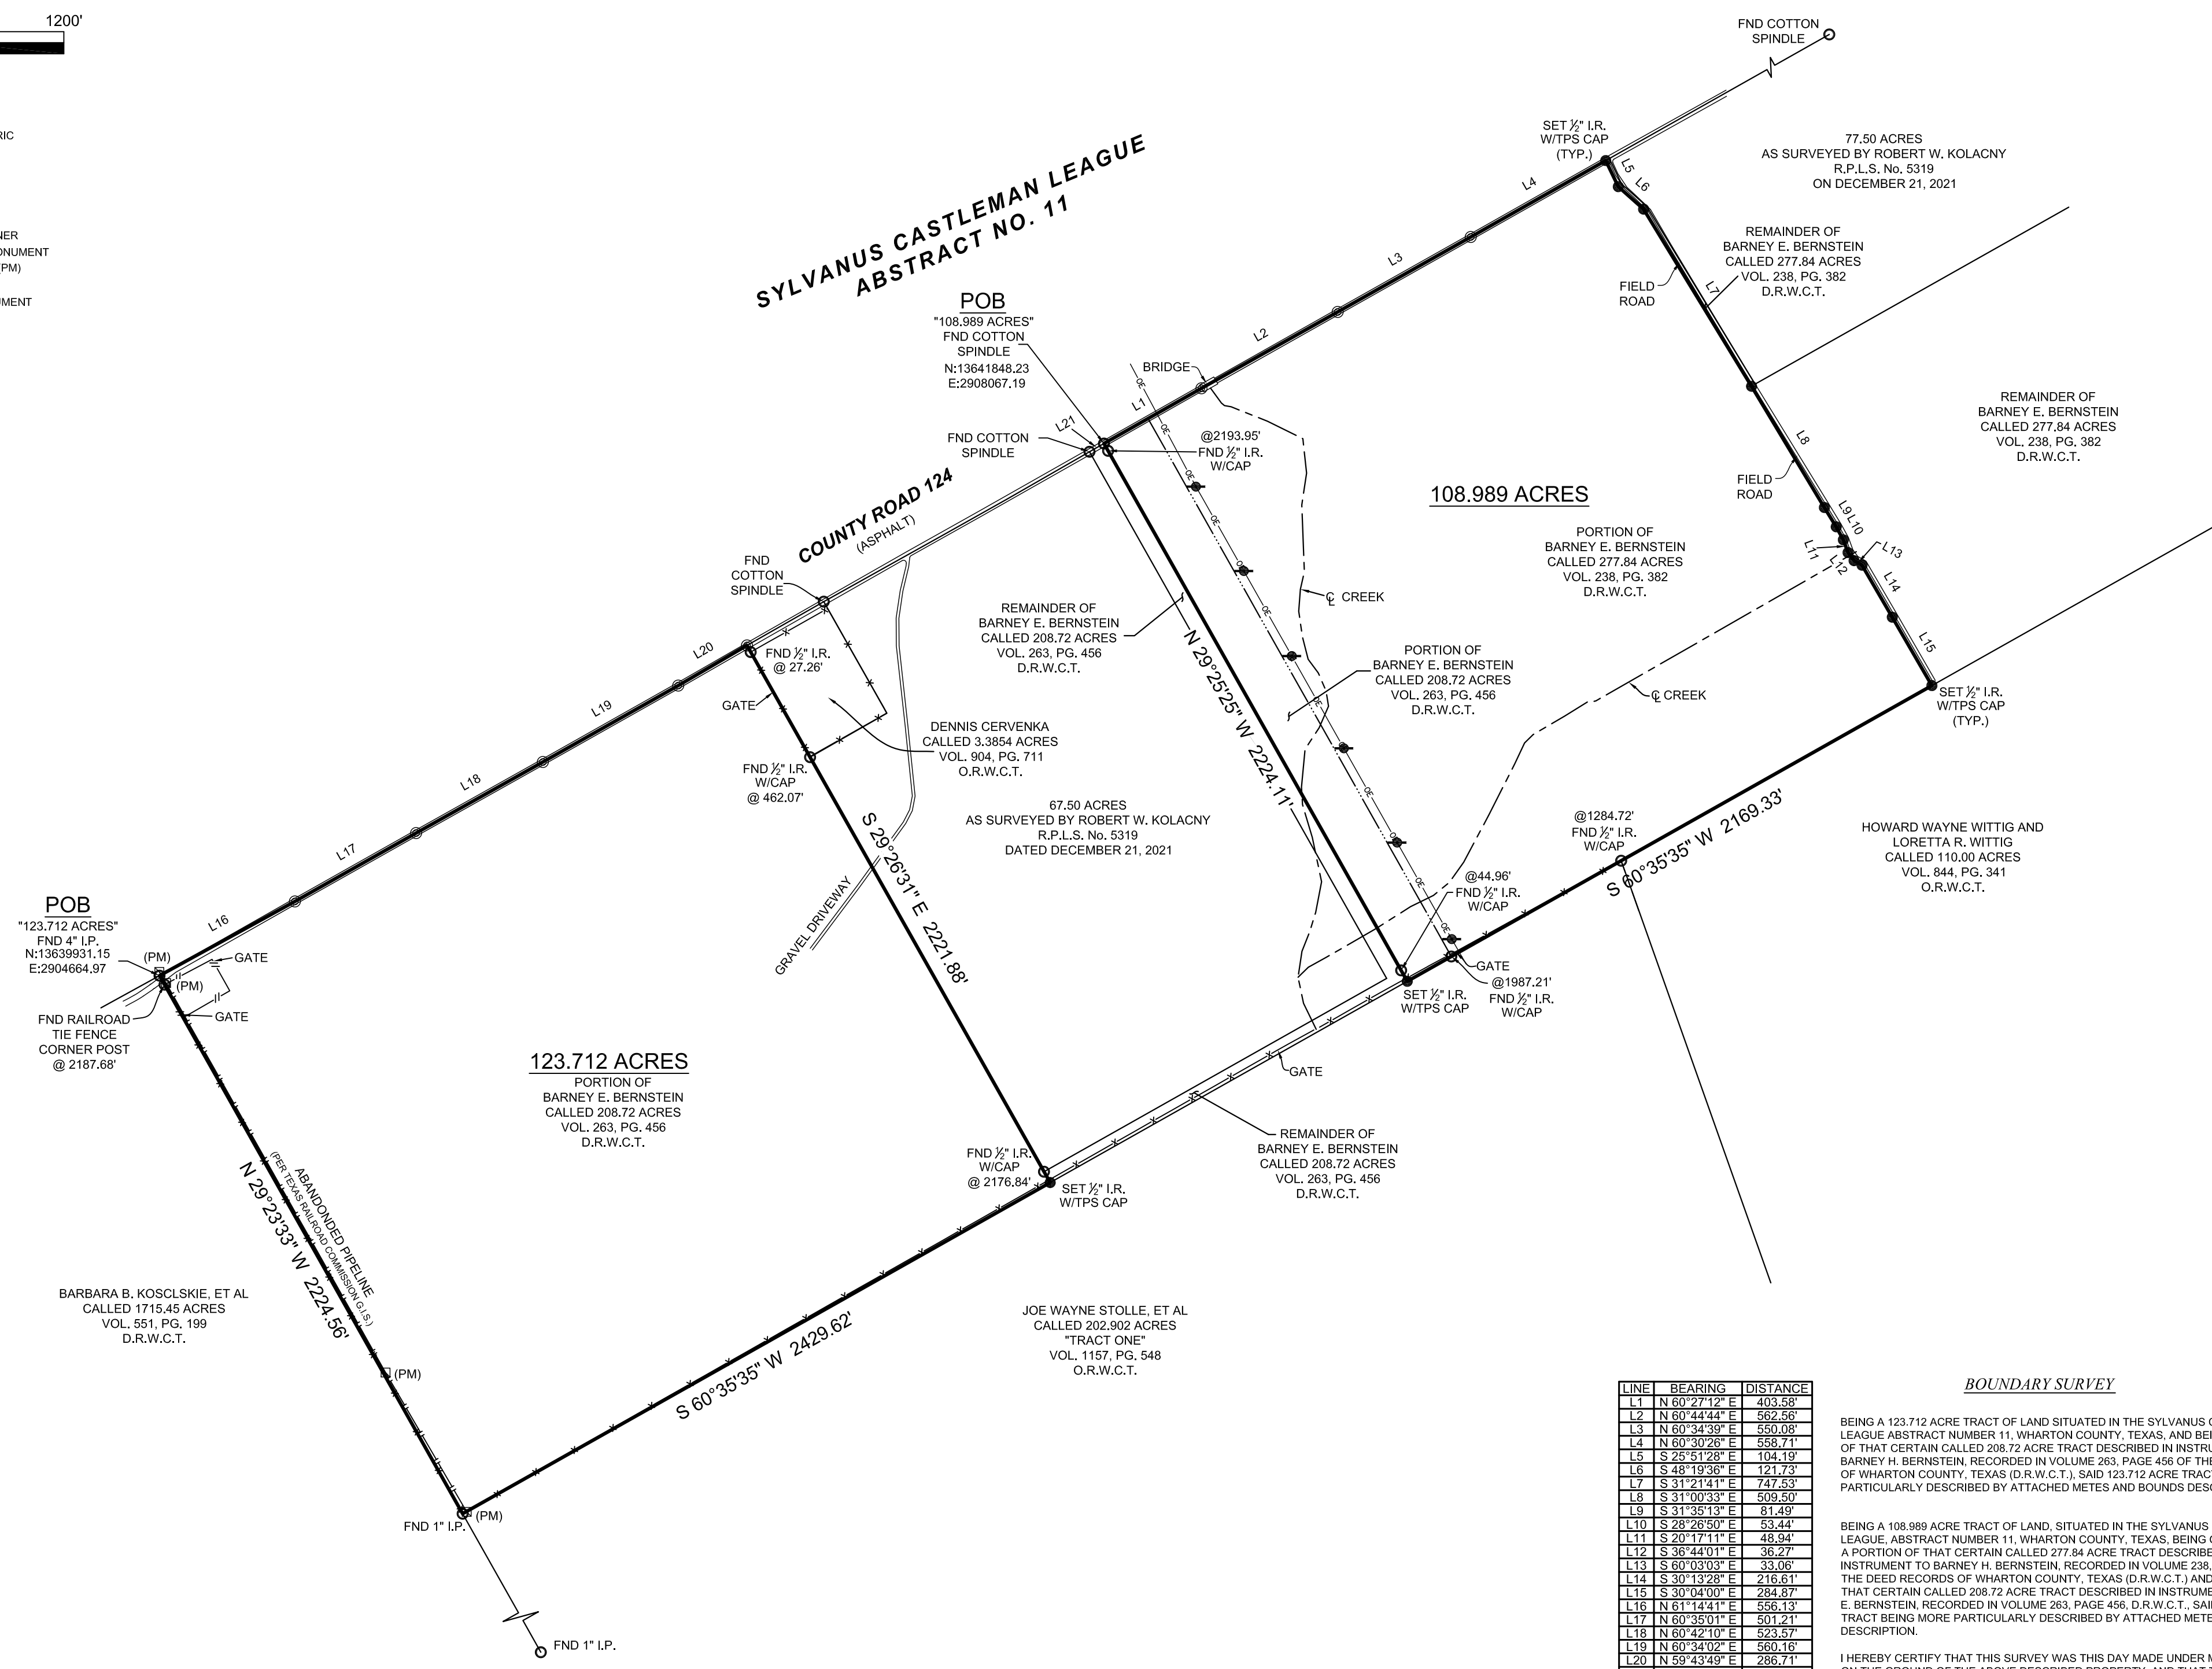 1200'
RIC
NER
ONUMENT
(PM)
UMENT
FND COTTON
SPINDLE
SYLVANUS CASTLEMAN LEAGUE
ABSTRACT NO. 11
SET ½" I.R.
W/TPS CAP
(TYP.)
77.50 ACRES
AS SURVEYED BY ROBERT W. KOLACNY
R.P.L.S. No. 5319
ON DECEMBER 21, 2021
L5
L6
L4
L3
L2
L1
L21
L7
REMAINDER OF
BARNEY E. BERNSTEIN
CALLED 277.84 ACRES
VOL. 238, PG. 382
D.R.W.C.T.
FIELD
ROAD
POB
"108.989 ACRES"
FND COTTON
SPINDLE
N:13641848.23
E:2908067.19
BRIDGE
OE
OE
OE
OE
OE
OE
OE
OE
OE
OE
OE
REMAINDER OF
BARNEY E. BERNSTEIN
CALLED 277.84 ACRES
VOL. 238, PG. 382
D.R.W.C.T.
L8
FIELD
ROAD
L9
L10
L11
L12
L13
L14
L15
FND COTTON
SPINDLE
@2193.95'
FND ½" I.R.
W/CAP
108.989 ACRES
PORTION OF
BARNEY E. BERNSTEIN
CALLED 277.84 ACRES
VOL. 238, PG. 382
D.R.W.C.T.
COUNTY ROAD 124
(ASPHALT)
FND
COTTON
SPINDLE
℄ CREEK
REMAINDER OF
BARNEY E. BERNSTEIN
CALLED 208.72 ACRES
VOL. 263, PG. 456
D.R.W.C.T.
N 29°25'25" W 2224.11'
PORTION OF
BARNEY E. BERNSTEIN
CALLED 208.72 ACRES
VOL. 263, PG. 456
D.R.W.C.T.
℄ CREEK
SET ½" I.R.
W/TPS CAP
(TYP.)
L20
L19
L18
L17
L16
FND ½" I.R.
@ 27.26'
GATE
DENNIS CERVENKA
CALLED 3.3854 ACRES
VOL. 904, PG. 711
O.R.W.C.T.
FND ½" I.R.
W/CAP
@ 462.07'
67.50 ACRES
AS SURVEYED BY ROBERT W. KOLACNY
R.P.L.S. No. 5319
DATED DECEMBER 21, 2021
S 29°26'31" E 2221.88'
GRAVEL DRIVEWAY
@1284.72'
FND ½" I.R.
W/CAP
S 60°35'35" W 2169.33'
HOWARD WAYNE WITTIG AND
LORETTA R. WITTIG
CALLED 110.00 ACRES
VOL. 844, PG. 341
O.R.W.C.T.
@44.96'
FND ½" I.R.
W/CAP
GATE
@1987.21'
FND ½" I.R.
W/CAP
SET ½" I.R.
W/TPS CAP
POB
"123.712 ACRES"
FND 4" I.P.
N:13639931.15
E:2904664.97
(PM)
(PM)
GATE
GATE
FND RAILROAD
TIE FENCE
CORNER POST
@ 2187.68'
123.712 ACRES
PORTION OF
BARNEY E. BERNSTEIN
CALLED 208.72 ACRES
VOL. 263, PG. 456
D.R.W.C.T.
GATE
REMAINDER OF
BARNEY E. BERNSTEIN
CALLED 208.72 ACRES
VOL. 263, PG. 456
D.R.W.C.T.
FND ½" I.R.
W/CAP
@ 2176.84'
SET ½" I.R.
W/TPS CAP
ABANDONDED PIPELINE
(PER TEXAS RAILROAD COMMISSION G.I.S.)
N 29°23'33" W 2224.56'
BARBARA B. KOSCLSKIE, ET AL
CALLED 1715.45 ACRES
VOL. 551, PG. 199
D.R.W.C.T.
(PM)
S 60°35'35" W 2429.62'
JOE WAYNE STOLLE, ET AL
CALLED 202.902 ACRES
"TRACT ONE"
VOL. 1157, PG. 548
O.R.W.C.T.
FND 1" I.P.
(PM)
FND 1" I.P.
LINE BEARING DISTANCE
L1 N 60°27'12" E 403.58'
L2 N 60°44'44" E 562.56'
L3 N 60°34'39" E 550.08'
L4 N 60°30'26" E 558.71'
L5 S 25°51'28" E 104.19'
L6 S 48°19'36" E 121.73'
L7 S 31°21'41" E 747.53'
L8 S 31°00'33" E 509.50'
L9 S 31°35'13" E 81.49'
L10 S 28°26'50" E 53.44'
L11 S 20°17'11" E 48.94'
L12 S 36°44'01" E 36.27'
L13 S 60°03'03" E 33.06'
L14 S 30°13'28" E 216.61'
L15 S 30°04'00" E 284.87'
L16 N 61°14'41" E 556.13'
L17 N 60°35'01" E 501.21'
L18 N 60°42'10" E 523.57'
L19 N 60°34'02" E 560.16'
L20 N 59°43'49" E 286.71'
BOUNDARY SURVEY
BEING A 123.712 ACRE TRACT OF LAND SITUATED IN THE SYLVANUS
LEAGUE ABSTRACT NUMBER 11, WHARTON COUNTY, TEXAS, AND BEI
OF THAT CERTAIN CALLED 208.72 ACRE TRACT DESCRIBED IN INSTRU
BARNEY H. BERNSTEIN, RECORDED IN VOLUME 263, PAGE 456 OF THE
OF WHARTON COUNTY, TEXAS (D.R.W.C.T.), SAID 123.712 ACRE TRAC
PARTICULARLY DESCRIBED BY ATTACHED METES AND BOUNDS DESC
BEING A 108.989 ACRE TRACT OF LAND, SITUATED IN THE SYLVANUS
LEAGUE, ABSTRACT NUMBER 11, WHARTON COUNTY, TEXAS, BEING
A PORTION OF THAT CERTAIN CALLED 277.84 ACRE TRACT DESCRIBE
INSTRUMENT TO BARNEY H. BERNSTEIN, RECORDED IN VOLUME 238,
THE DEED RECORDS OF WHARTON COUNTY, TEXAS (D.R.W.C.T.) AND
THAT CERTAIN CALLED 208.72 ACRE TRACT DESCRIBED IN INSTRUME
E. BERNSTEIN, RECORDED IN VOLUME 263, PAGE 456, D.R.W.C.T., SAI
TRACT BEING MORE PARTICULARLY DESCRIBED BY ATTACHED METE
DESCRIPTION.
I HEREBY CERTIFY THAT THIS SURVEY WAS THIS DAY MADE UNDER